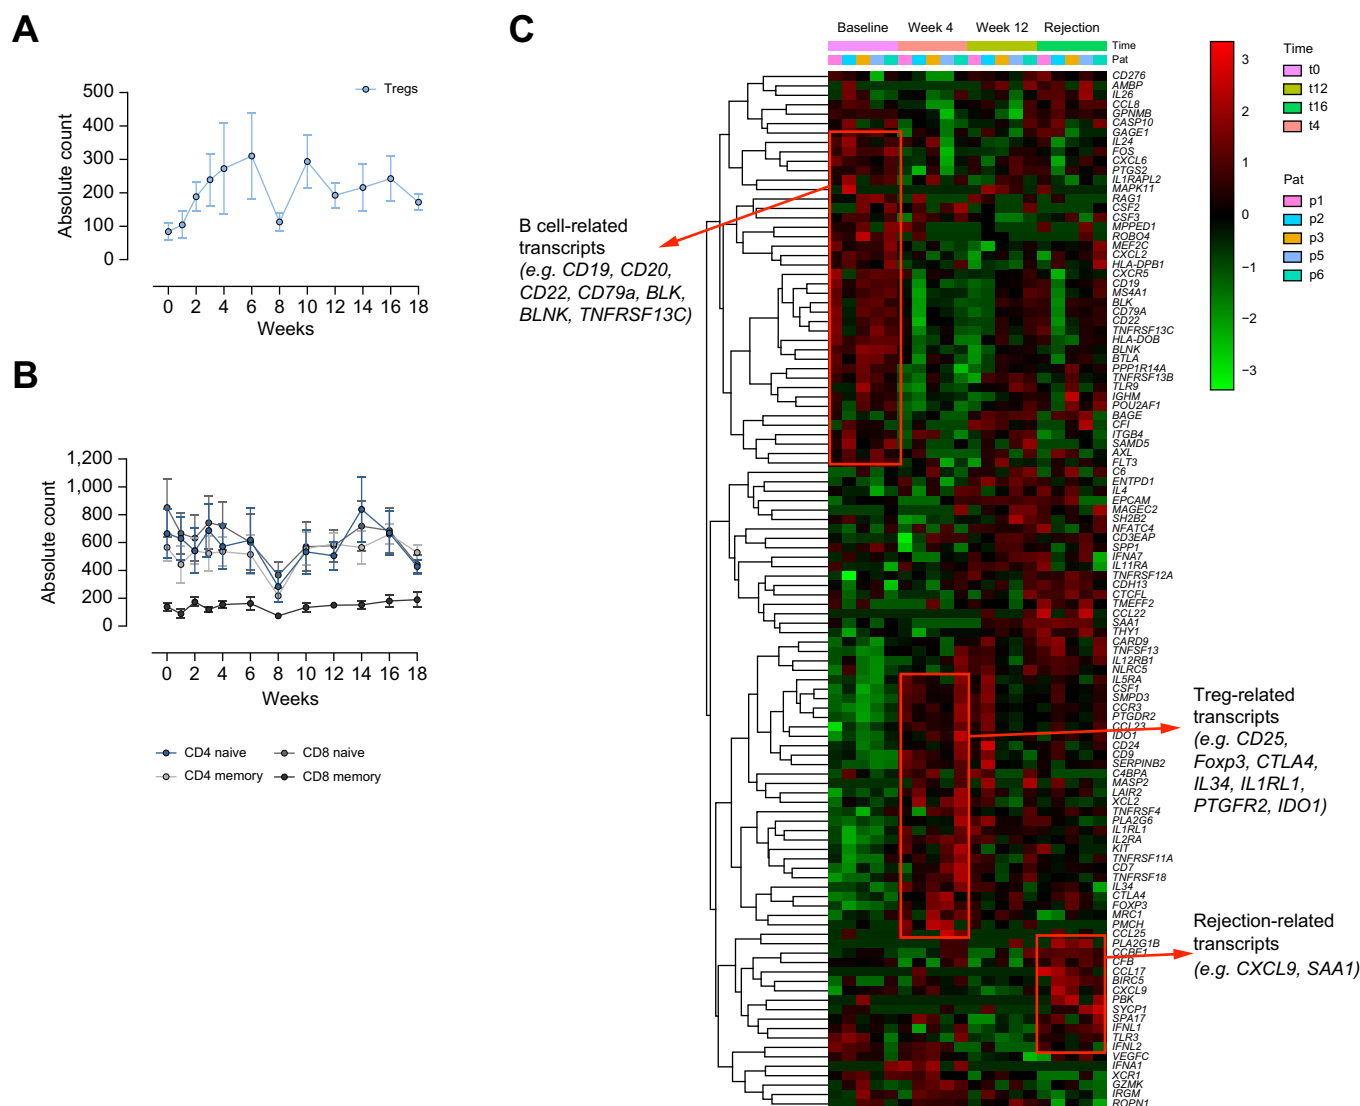 A
Tregs
500
400
300
200
100
0
Absolute count
0 2 4 6 8 10 12 14 16 18
Weeks
B
1,200
1,000
800
600
400
200
0
Absolute count
0 2 4 6 8 10 12 14 16 18
Weeks
CD4 naive
CD8 naive
CD4 memory
CD8 memory
C
Baseline Week 4 Week 12 Rejection
Time
Pat
CD276
AMBP
IL26
CCL8
GPNMB
CASP10
GAGE1
IL24
FOS
CXCL6
PTGS2
IL1RAPL2
MAPK11
RAG1
CSF2
CSF3
MPPED1
ROBO4
MEF2C
CXCL2
HLA-DPB1
CXCR5
CD19
MS4A1
BLK
CD79A
CD22
TNFRSF13C
HLA-DOB
BLNK
BTLA
PPP1R14A
TNFRSF13B
TLR9
IGHM
POU2AF1
BAGE
CFI
ITGB4
SAMD5
AXL
FLT3
C6
ENTPD1
IL4
EPCAM
MAGEC2
SH2B2
NFATC4
CD3EAP
SPP1
IFNA7
IL11RA
TNFRSF12A
CDH13
CTCFL
TMEFF2
CCL22
SAA1
THY1
CARD9
TNFSF13
IL12RB1
NLRC5
IL5RA
CSF1
SMPD3
CCR3
PTGDR2
CCL23
IDO1
CD24
CD9
SERPINB2
C4BPA
MASP2
LAIR2
XCL2
TNFRSF4
PLA2G6
IL1RL1
IL2RA
KIT
TNFRSF11A
CD7
TNFRSF18
IL34
CTLA4
FOXP3
MRC1
PMCH
CCL25
PLA2G1B
CCBE1
CFB
CCL17
BIRC5
CXCL9
PBK
SYCP1
SPA17
IFNL1
TLR3
IFNL2
VEGFC
IFNA1
XCR1
GZMK
IRGM
ROPN1
B cell-related
transcripts
(e.g. CD19, CD20,
CD22, CD79a, BLK,
BLNK, TNFRSF13C)
3
2
1
0
−1
−2
−3
Time
t0
t12
t16
t4
Pat
p1
p2
p3
p5
p6
Treg-related
transcripts
(e.g. CD25,
Foxp3, CTLA4,
IL34, IL1RL1,
PTGFR2, IDO1)
Rejection-related
transcripts
(e.g. CXCL9, SAA1)